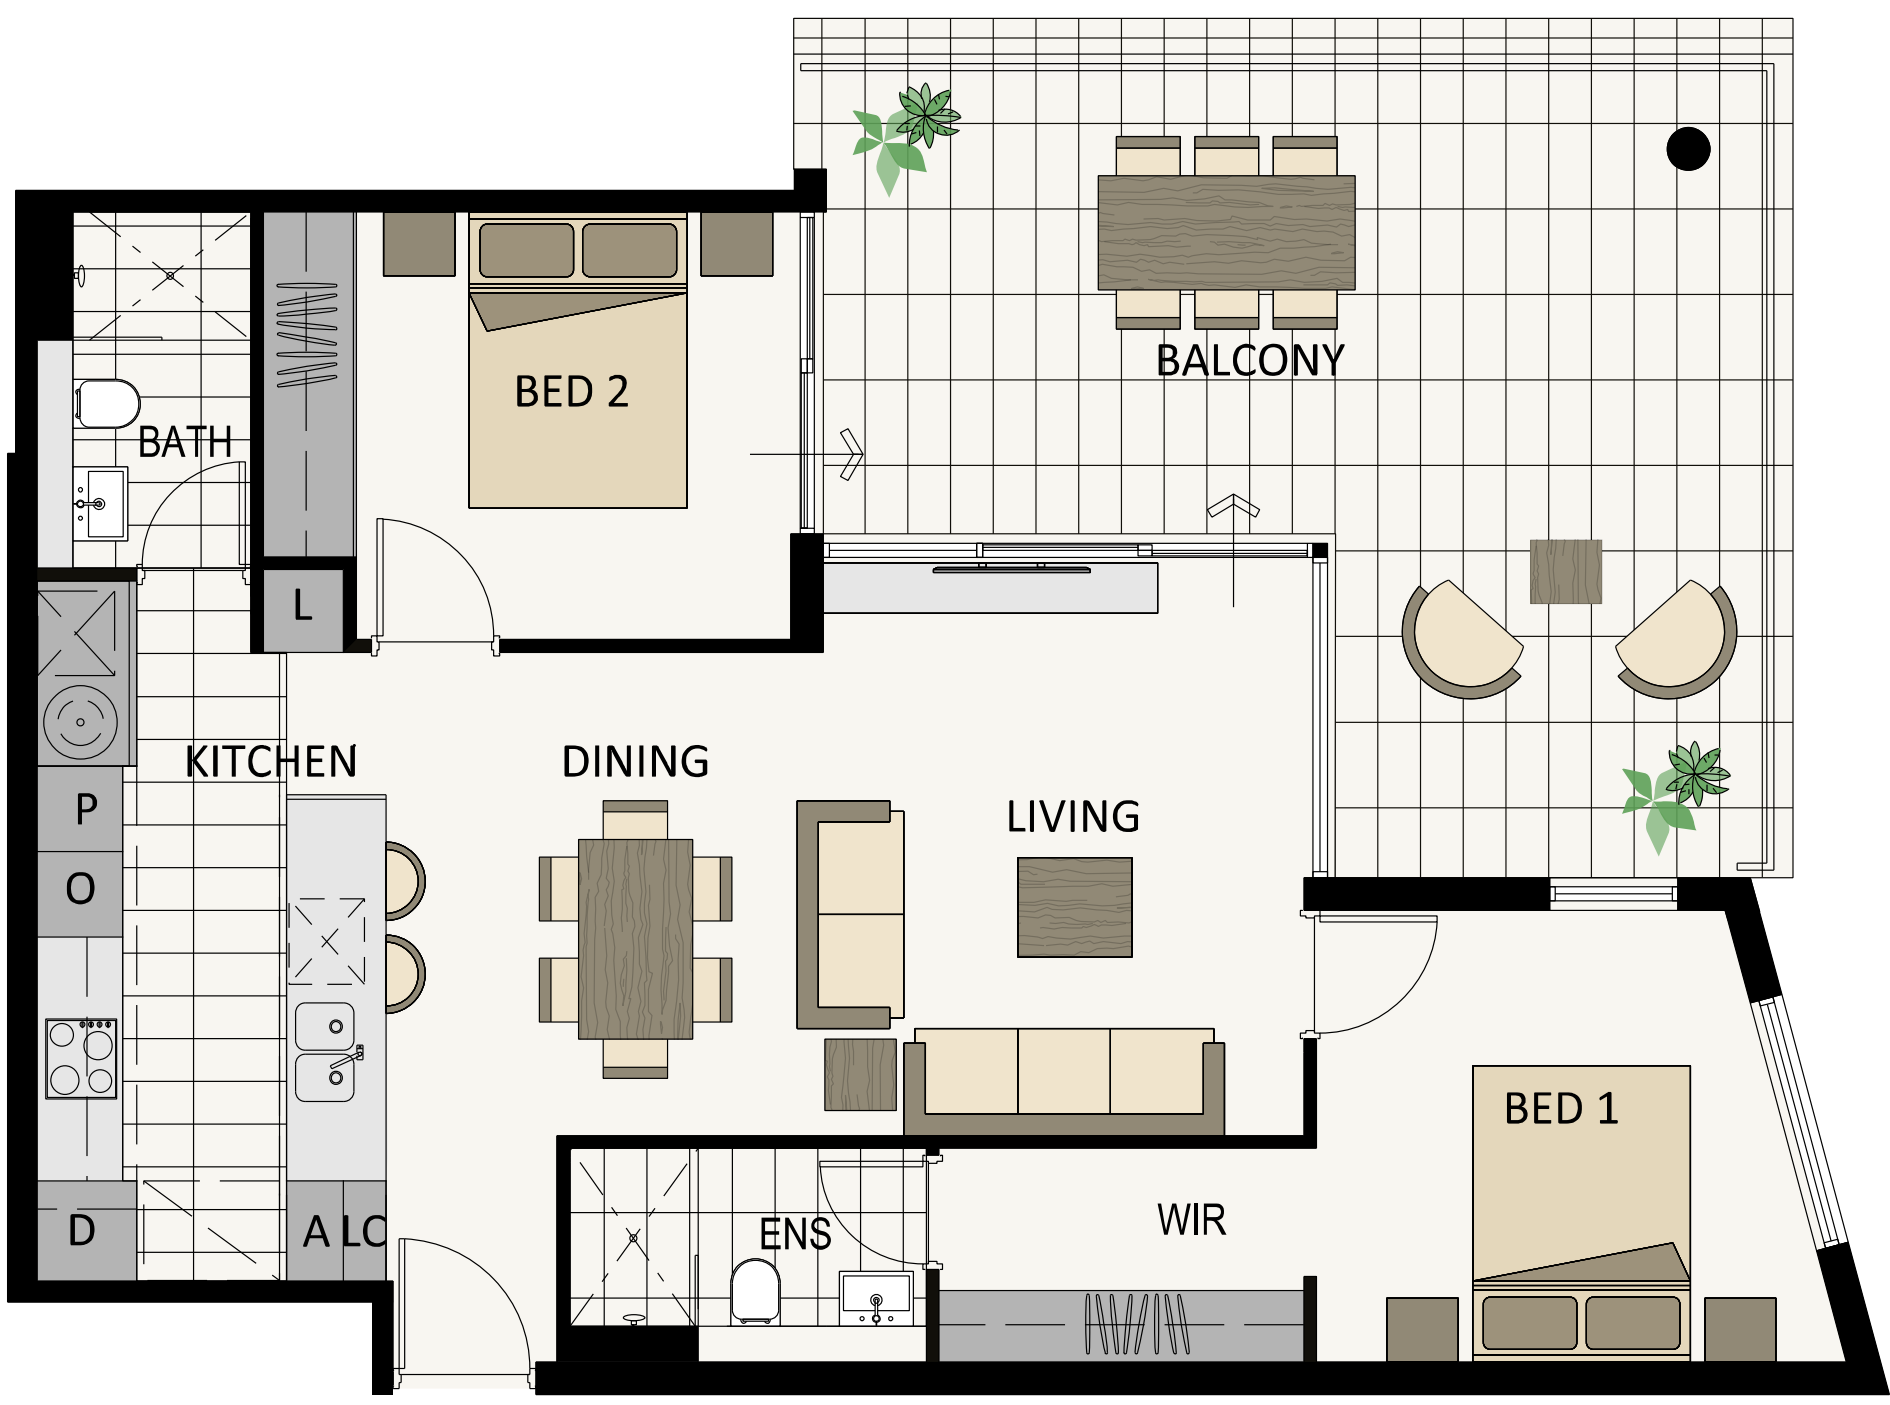 BALCONY
BED 2
BATH
L
KITCHEN
DINING
P
LIVING
O
BED 1
WIR
D
A
LC
ENS